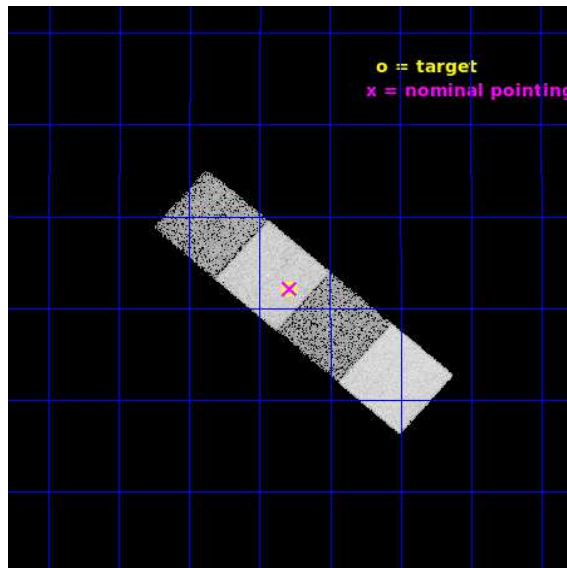 o = target
x = nominal pointing